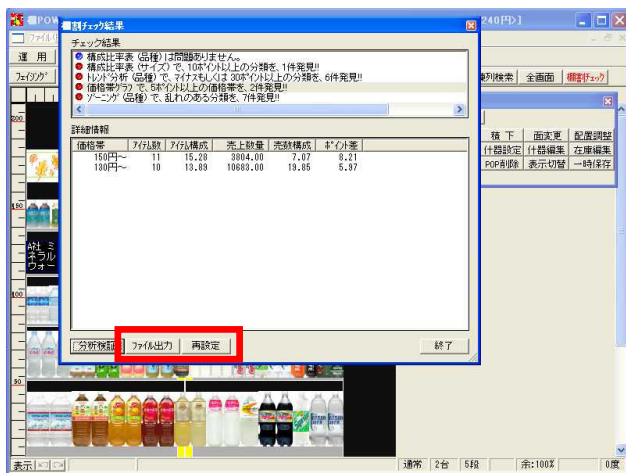 棚割チェック結果
240円>]
チェック結果
構成比率表 (品種) は問題ありません。
構成比率表 (サイズ) で、10ポイント以上の分類を、1件発見!!
トレンド分析 (品種) で、マイナスもしくは 30ポイント以上の分類を、6件発見!!
価格帯グラフ で、5ポイント以上の価格帯を、2件発見!!
ゾーニング (品種) で、乱れのある分類を、7件発見!!
運 用
フェイシング
列検索 全画面 棚割チェック
詳細情報
価格帯 アイテム数 アイテム構成 売上数量 売数構成 ポイント差
150円~ 11 15.28 3804.00 7.07 8.21
130円~ 10 13.89 10683.00 19.85 5.97
積 下 面変更 配置調整
什器設定 什器編集 在庫編集
POP削除 表示切替 一時保存
200
150
A社 ミ
ネラル
ウォー
100
50
分析検証 ファイル出力 再設定 終了
表示 通常 2台 5段 余:100% 0度